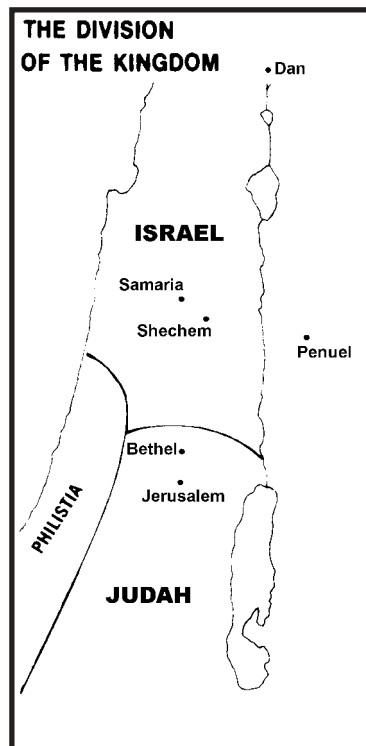 THE DIVISION
OF THE KINGDOM
Dan
ISRAEL
Samaria
Shechem
Penuel
Bethel
Jerusalem
PHILISTIA
JUDAH